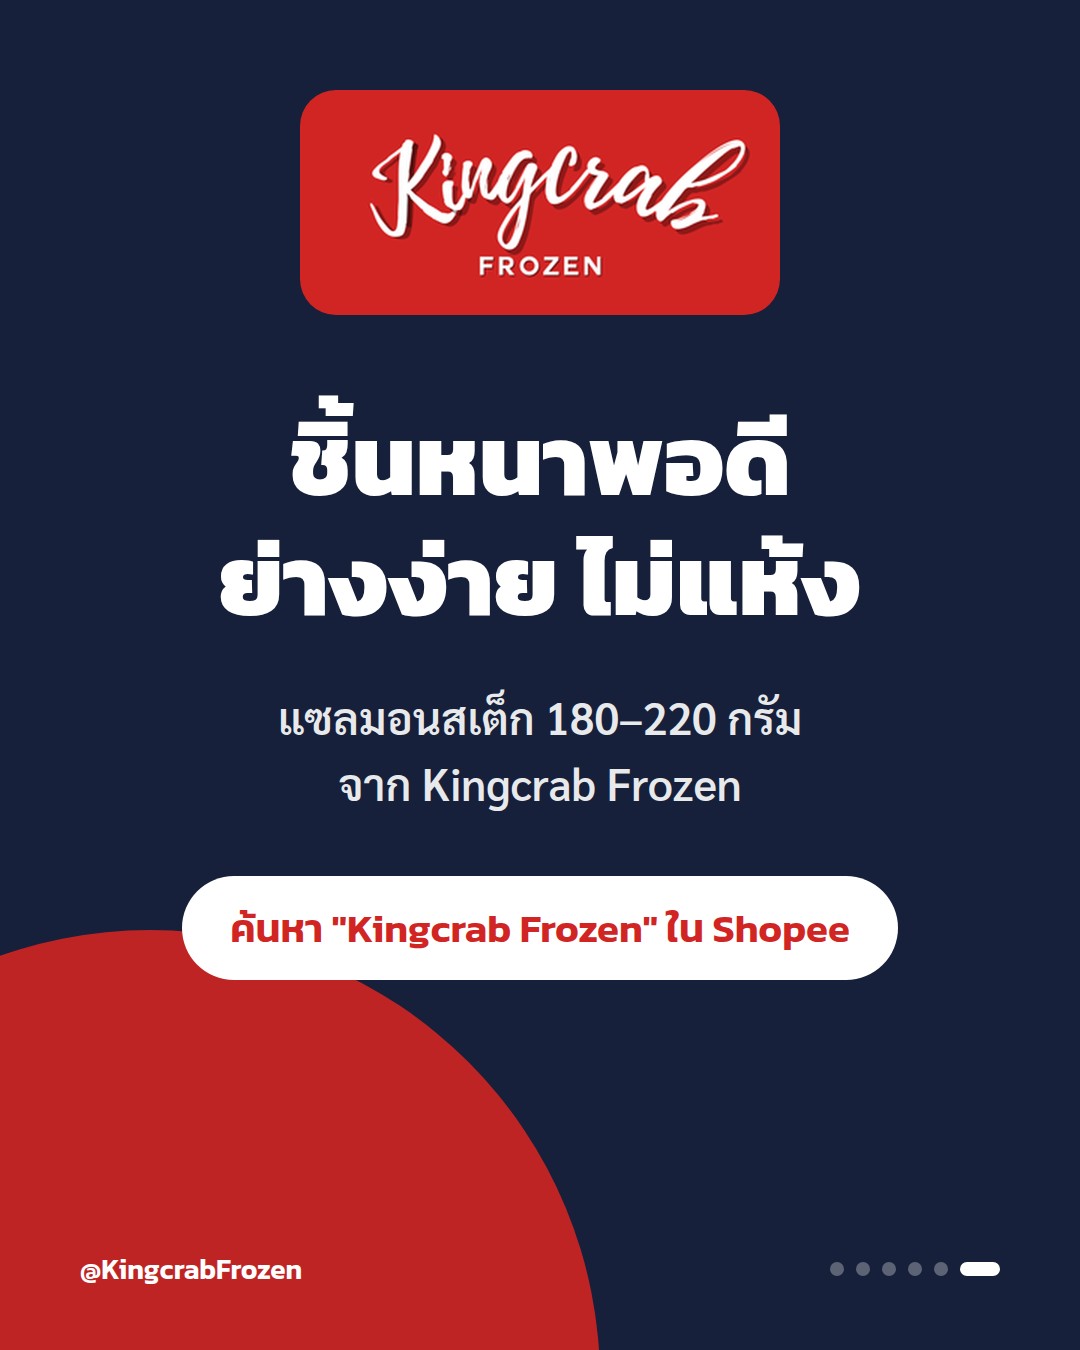 Kingcrab
FROZEN
ชิ้นหนาพอดี
ย่างง่าย ไม่แห้ง
แซลมอนสเต็ก 180–220 กรัม
จาก Kingcrab Frozen
ค้นหา "Kingcrab Frozen" ใน Shopee
@KingcrabFrozen